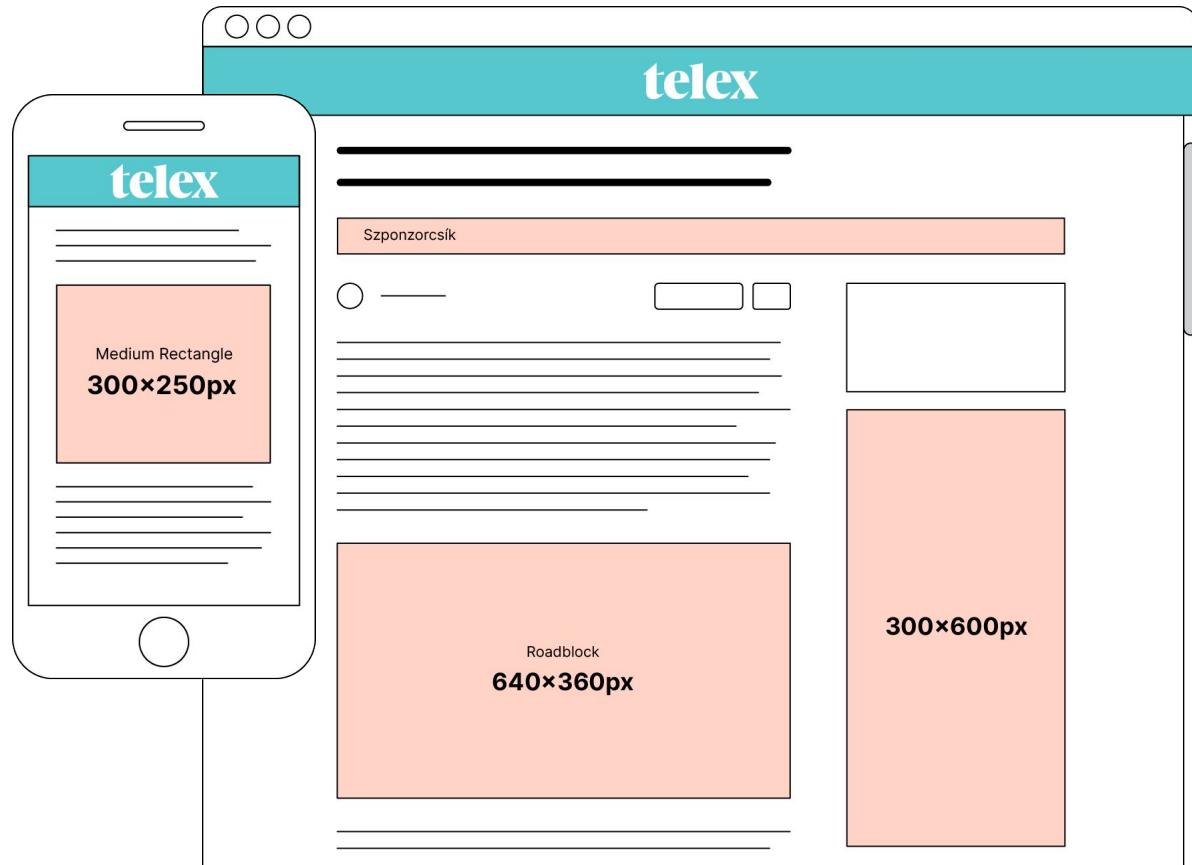 telex
telex
Szponzorcsík
Medium Rectangle
300×250px
Roadblock
640×360px
300×600px